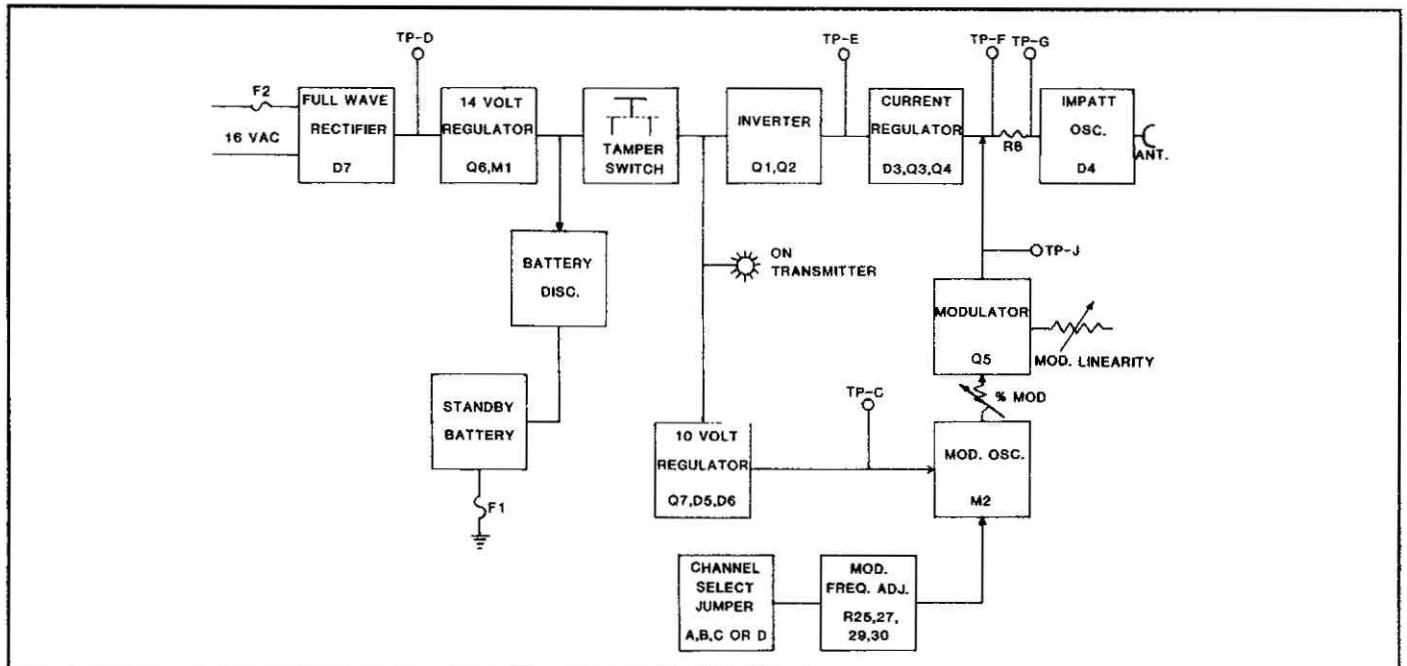 TP-D
TP-E
TP-F
TP-G
F2
16 VAC
FULL WAVE
RECTIFIER
D7
14 VOLT
REGULATOR
Q6,M1
TAMPER
SWITCH
INVERTER
Q1,Q2
CURRENT
REGULATOR
D3,Q3,Q4
R8
IMPATT
OSC.
D4
ANT.
BATTERY
DISC.
ON
TRANSMITTER
TP-J
MODULATOR
Q5
MOD. LINEARITY
% MOD
STANDBY
BATTERY
F1
10 VOLT
REGULATOR
Q7,D5,D6
TP-C
MOD. OSC.
M2
CHANNEL
SELECT
JUMPER
A,B,C OR D
MOD.
FREQ. ADJ.
R25,27,
29,30